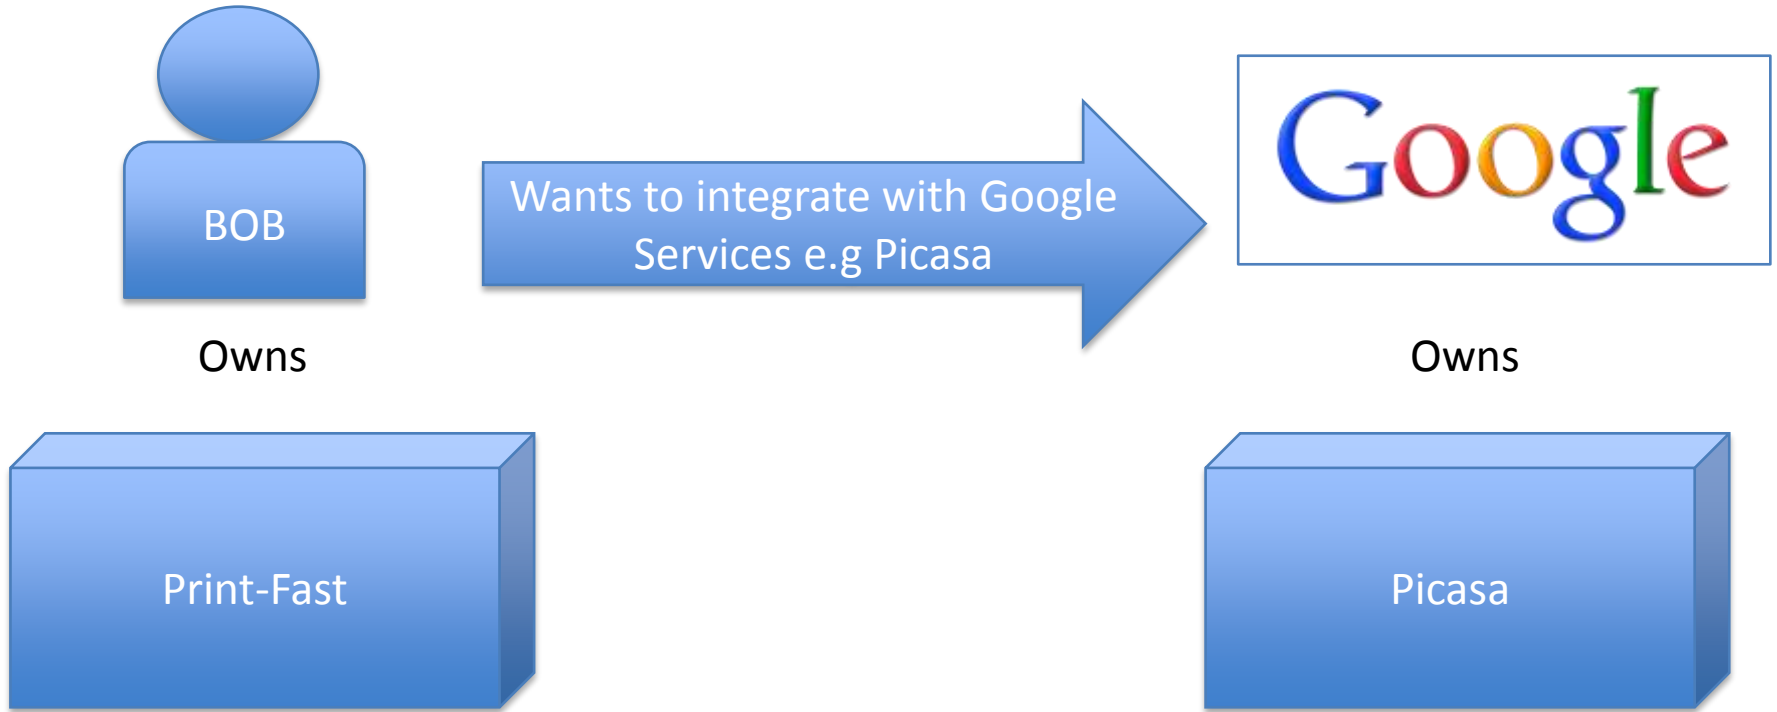 BOB
Wants to integrate with Google
Services e.g Picasa
Google
Owns
Owns
Print-Fast
Picasa